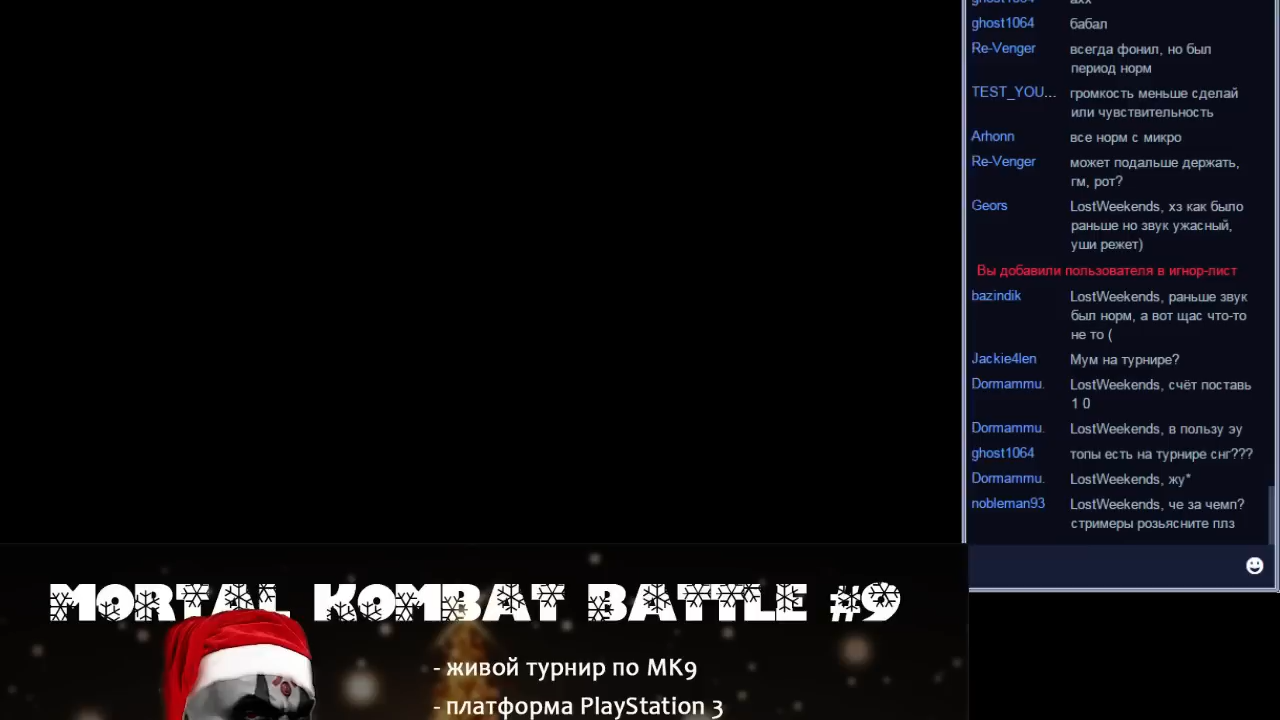 ghost1064
бабал
Re-Venger
всегда фонил, но был
период норм
TEST_YOU...
громкость меньше сделай
или чувствительность
Arhonn
все норм с микро
Re-Venger
может подальше держать,
гм, рот?
Geors
LostWeekends, хз как было
раньше но звук ужасный,
уши режет)
Вы добавили пользователя в игнор-лист
bazindik
LostWeekends, раньше звук
был норм, а вот щас что-то
не то (
Jackie4len
Мум на турнире?
Dormammu.
LostWeekends, счёт поставь
1 0
Dormammu.
LostWeekends, в пользу эу
ghost1064
топы есть на турнире снг???
Dormammu.
LostWeekends, жу*
nobleman93
LostWeekends, че за чемп?
стримеры розьясните плз
MORTAL KOMBAT BATTLE #9
- живой турнир по МК9
- платформа PlayStation 3